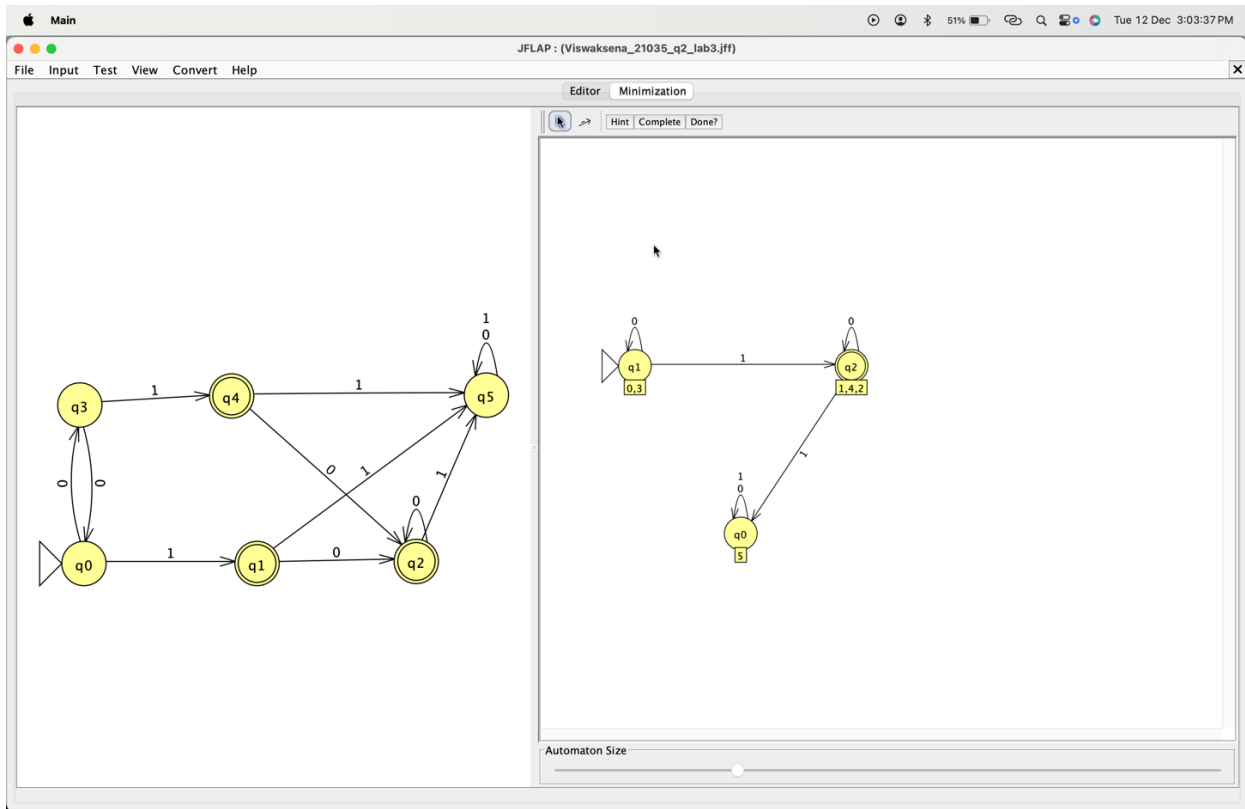 Main
51%
Tue 12 Dec 3:03:37 PM
JFLAP : (Viswaksena_21035_q2_lab3.jff)
File Input Test View Convert Help
Editor Minimization
Hint Complete Done?
1
0
q3
1
q4
1
q5
0
0
0
1
1
0
q0
1
q1
0
q2
0
0
q1
0,3
1
q2
1,4,2
1
1
0
q0
5
Automaton Size